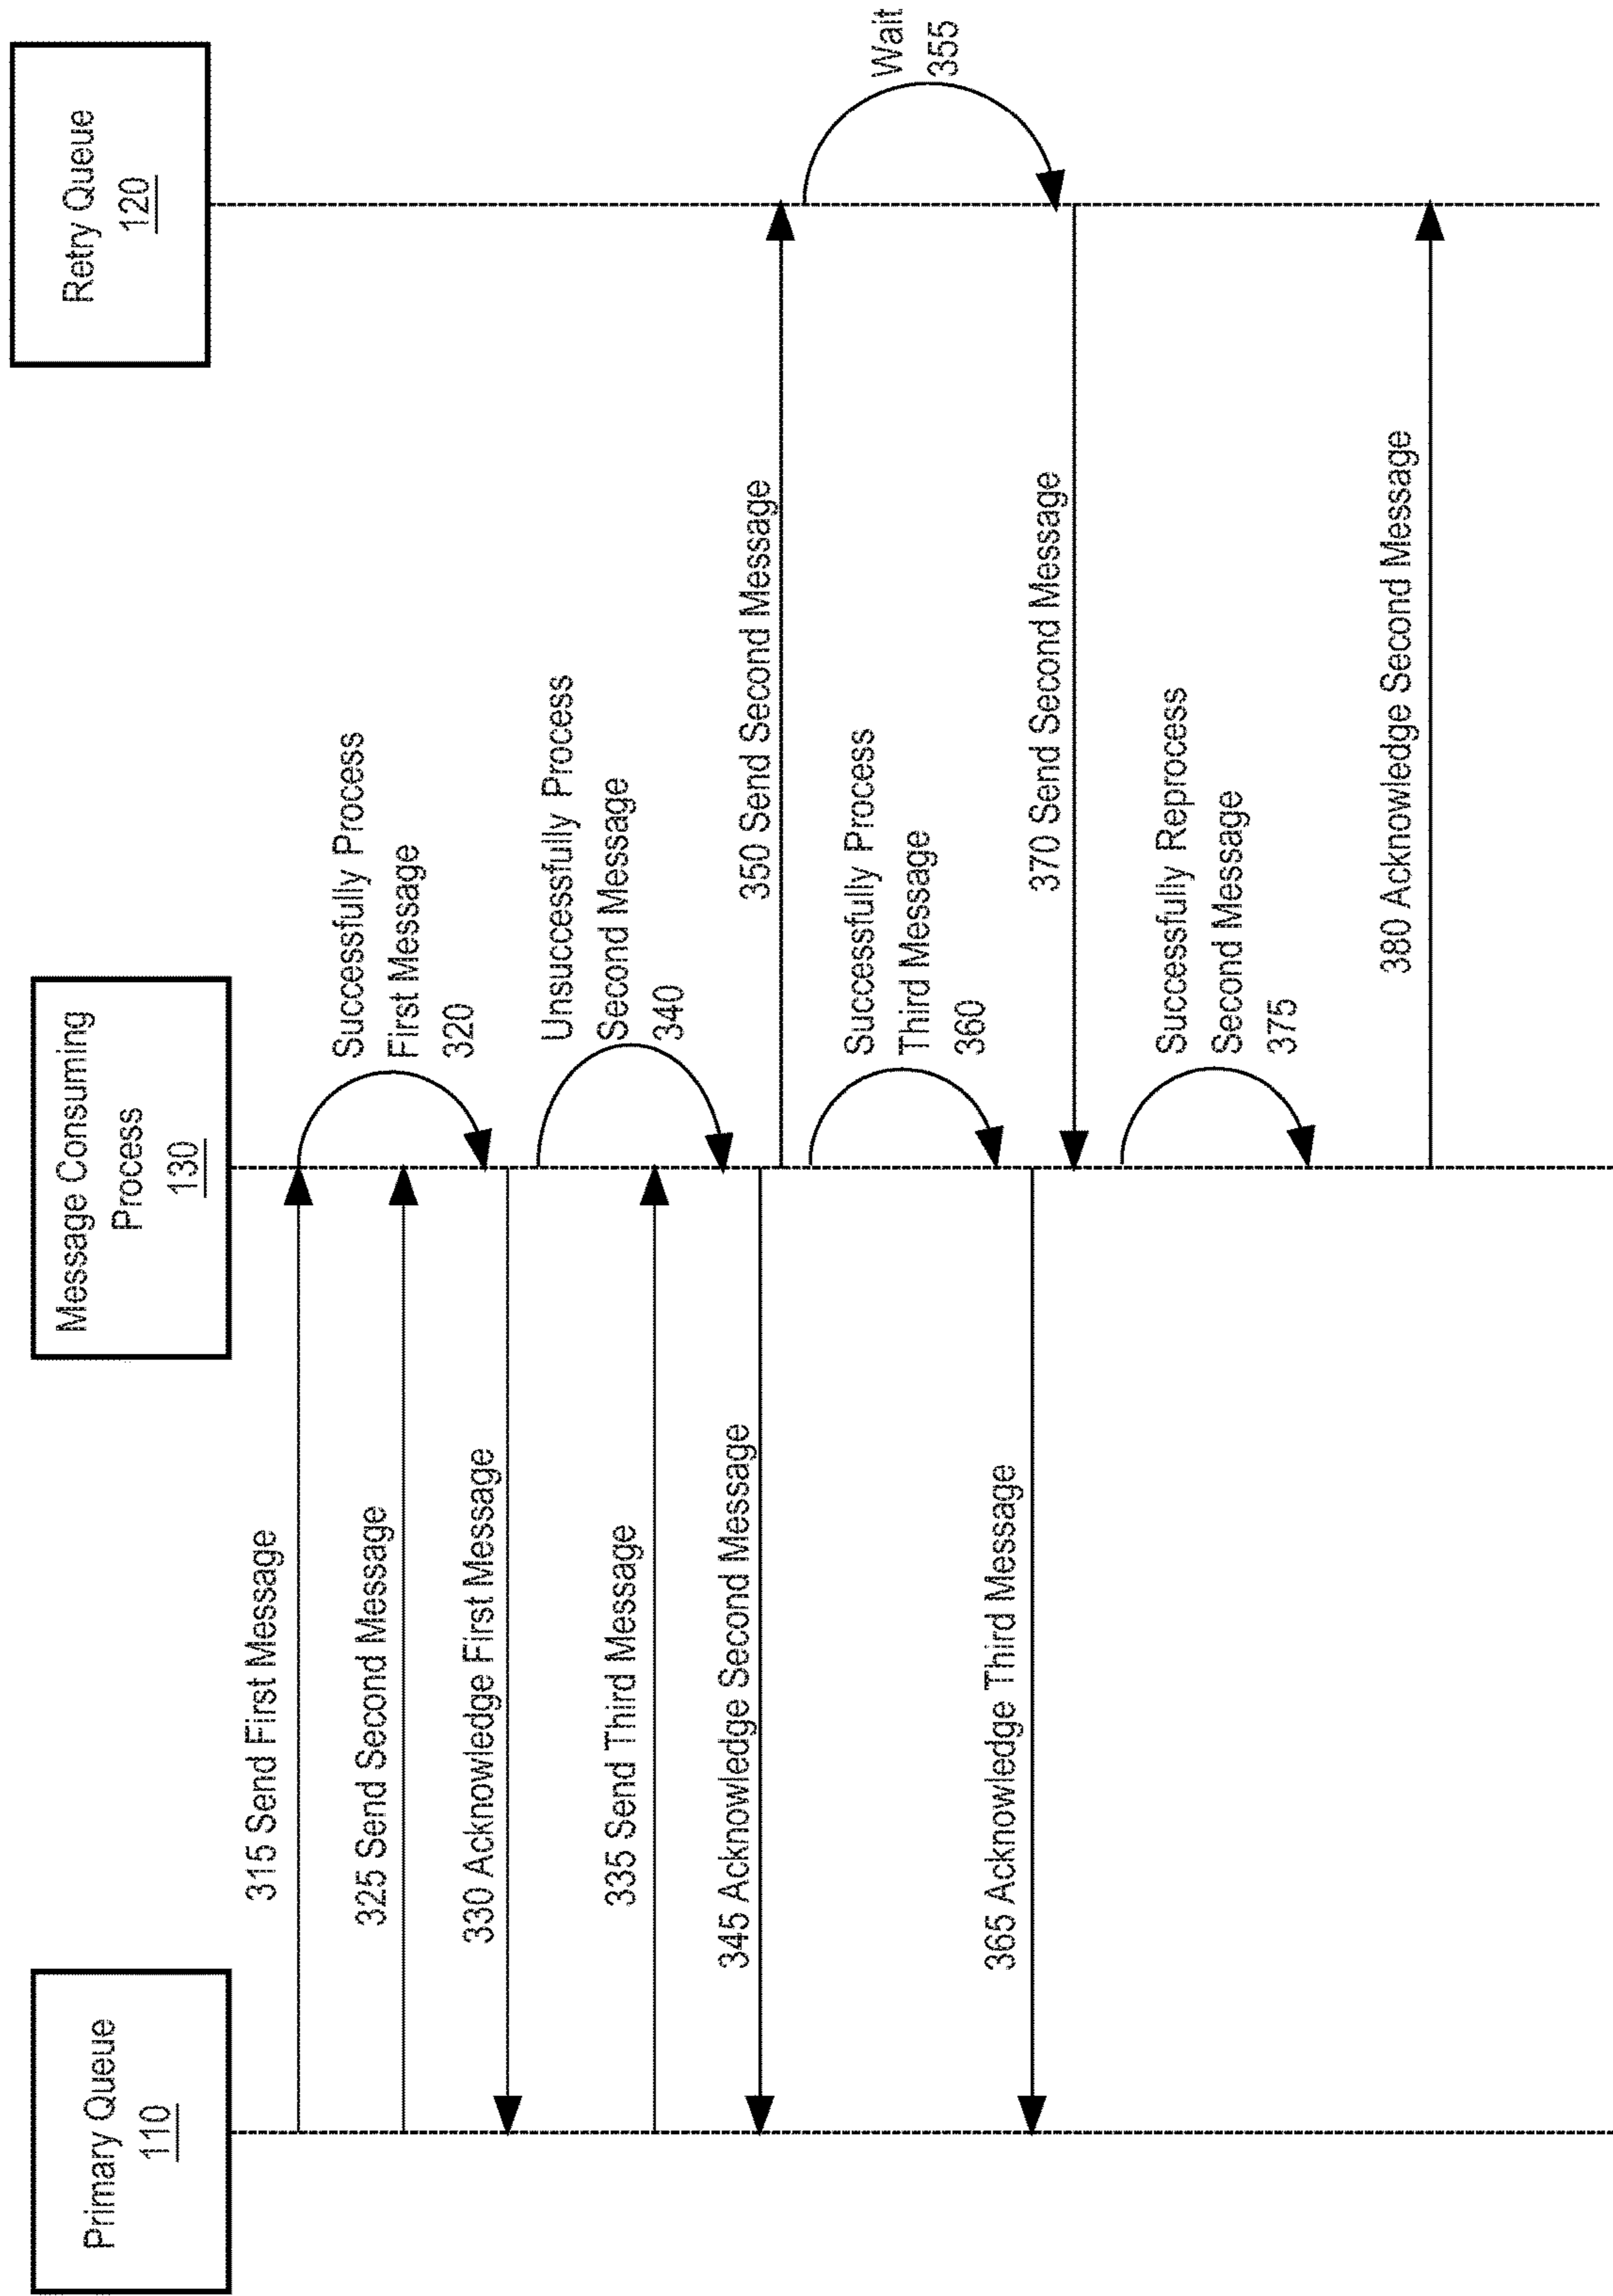 Primary Queue
110
Message Consuming
Process
130
Retry Queue
120
315 Send First Message
Successfully Process
First Message
320
325 Send Second Message
330 Acknowledge First Message
Unsuccessfully Process
Second Message
340
335 Send Third Message
345 Acknowledge Second Message
350 Send Second Message
Wait
355
Successfully Process
Third Message
360
365 Acknowledge Third Message
370 Send Second Message
Successfully Reprocess
Second Message
375
380 Acknowledge Second Message